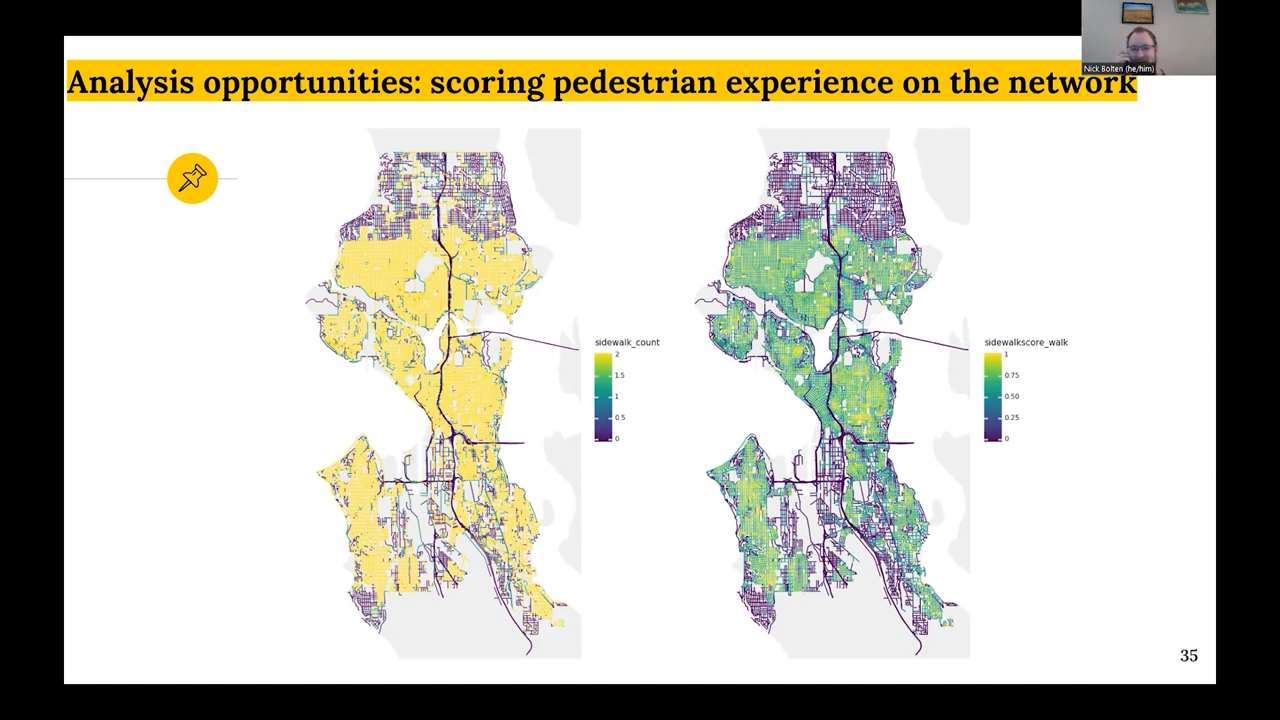 Nick Bolten (he/him)
Analysis opportunities: scoring pedestrian experience on the network
sidewalk_count
2
1.5
1
0.5
0
sidewalkscore_walk
1
0.75
0.50
0.25
0
35